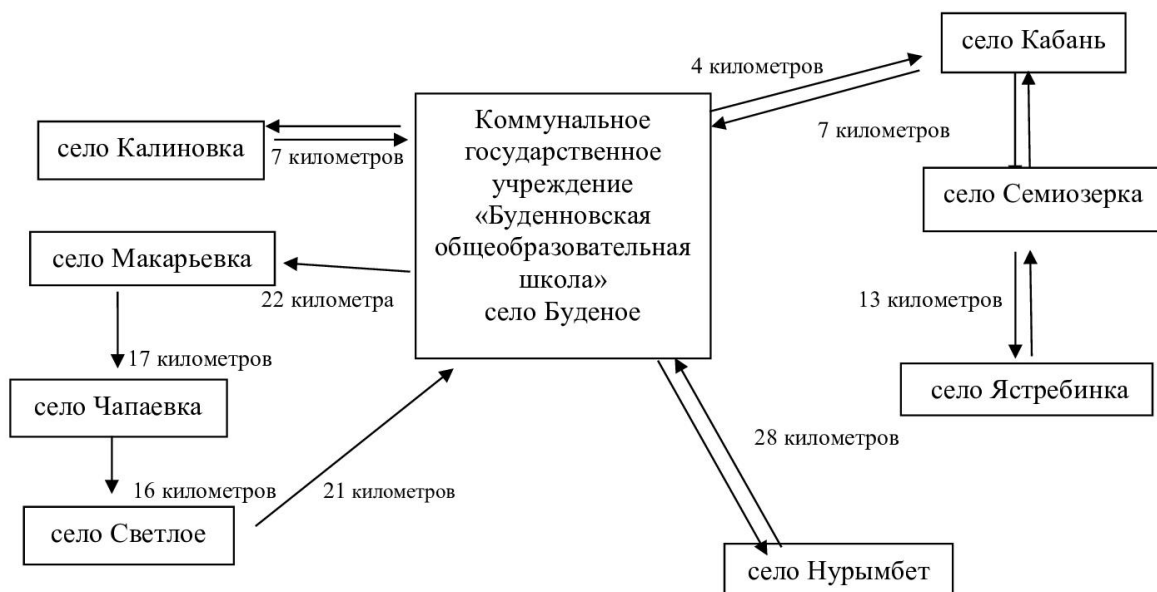 село Кабань
4 километров
7 километров
Коммунальное
государственное
учреждение
«Буденновская
общеобразовательная
школа»
село Буденое
село Калиновка
7 километров
село Семиозерка
село Макарьевка
22 километра
13 километров
17 километров
село Чапаевка
село Ястребинка
28 километров
16 километров
21 километров
село Светлое
село Нурымбет